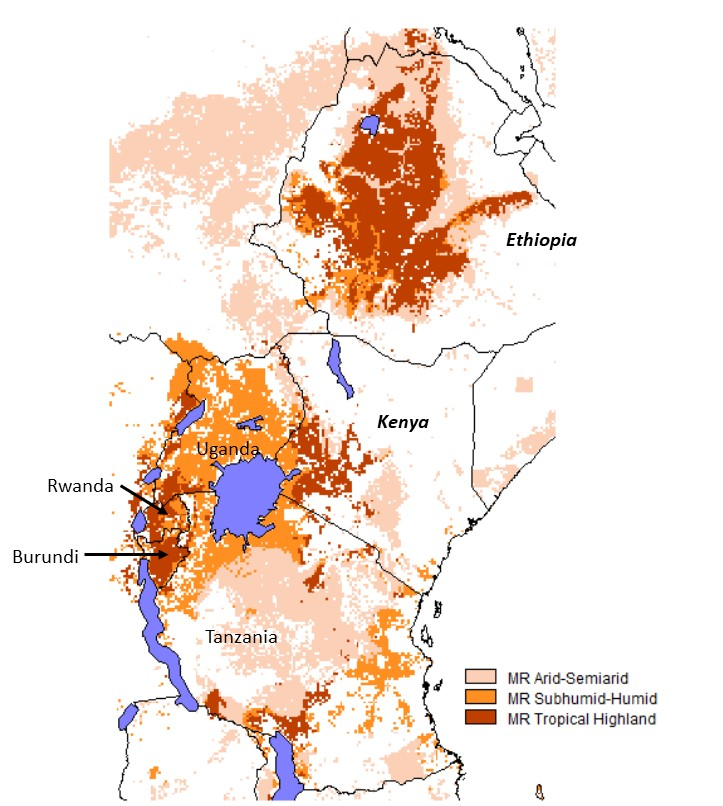 Ethiopia
Kenya
Uganda
Rwanda
Burundi
Tanzania
MR Arid-Semiarid
MR Subhumid-Humid
MR Tropical Highland